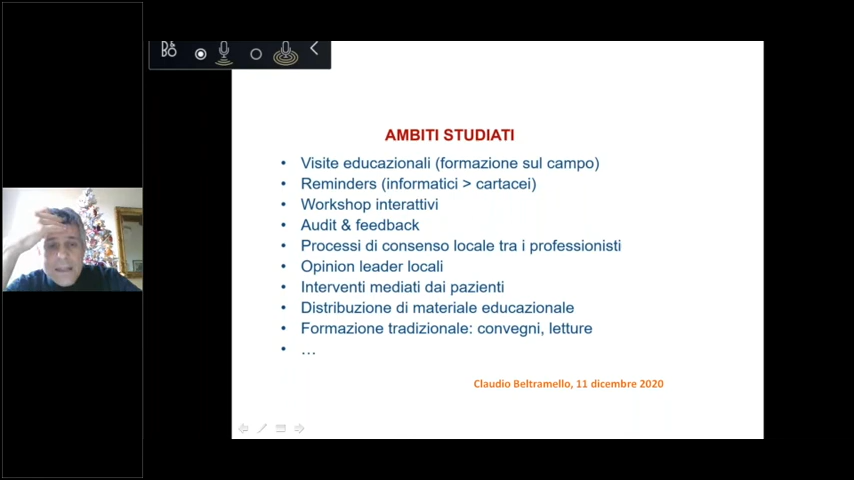 AMBITI STUDIATI
• Visite educazionali (formazione sul campo)
• Reminders (informatici > cartacei)
• Workshop interattivi
• Audit & feedback
• Processi di consenso locale tra i professionisti
• Opinion leader locali
• Interventi mediati dai pazienti
• Distribuzione di materiale educazionale
• Formazione tradizionale: convegni, letture
• …
Claudio Beltramello, 11 dicembre 2020